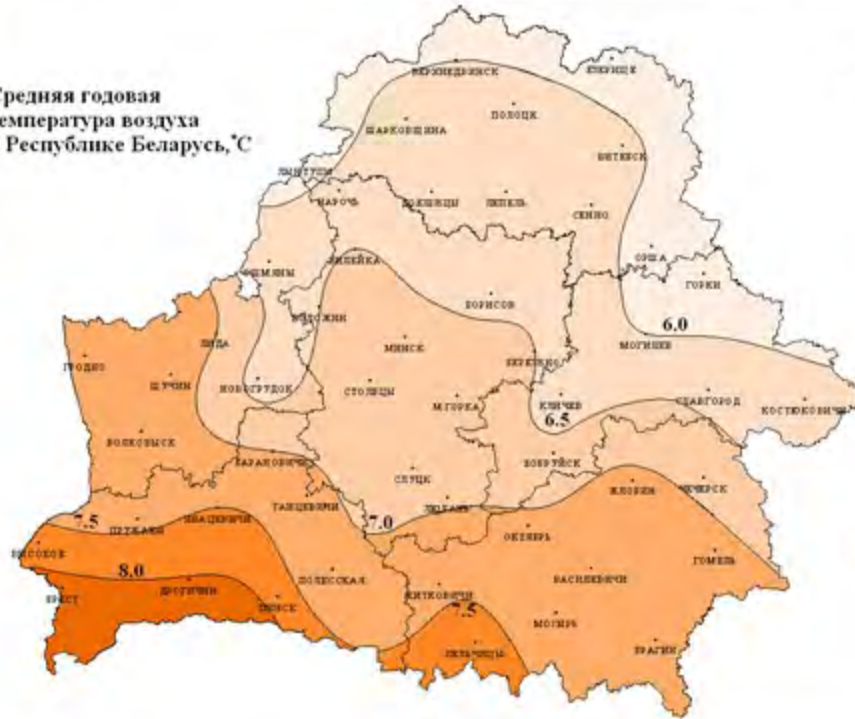 Средняя годовая
температура воздуха
Республике Беларусь,°С
ВЕРХНЕДВИНСК
ЕЗЕРИЩЕ
ПОЛОЦК
ШАРКОВЩИНА
ВИТЕБСК
ЛЫНТУПЫ
НАРОЧЬ
ДОКШИЦЫ
ЛЕПЕЛЬ
СЕННО
ОРША
ОШМЯНЫ
ВИЛЕЙКА
ГОРКИ
БОРИСОВ
ВОЛОЖИН
6.0
ЛИДА
МИНСК
МОГИЛЕВ
ГРОДНО
БЕРЕЗИНО
ЩУЧИН
НОВОГРУДОК
СТОЛБЦЫ
М.ГОРКА
КЛИЧЕВ
СЛАВГОРОД
КОСТЮКОВИЧИ
6.5
ВОЛКОВЫСК
БАРАНОВИЧИ
БОБРУЙСК
СЛУЦК
ЖЛОБИН
ЧЕЧЕРСК
ГАНЦЕВИЧИ
ЛЮБАНЬ
7.5
ПРУЖАНЫ
ИВАЦЕВИЧИ
7.0
ОКТЯБРЬ
ВЫСОКОЕ
ГОМЕЛЬ
8.0
ПОЛЕССКАЯ
ВАСИЛЕВИЧИ
БРЕСТ
ДРОГИЧИН
ПИНСК
ЖИТКОВИЧИ
7.5
МОЗЫРЬ
ЛЕЛЬЧИЦЫ
БРАГИН